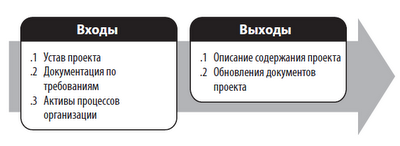 Входы
.1 Устав проекта
.2 Документация по
требованиям
.3 Активы процессов
организации
Выходы
.1 Описание содержания проекта
.2 Обновления документов
проекта